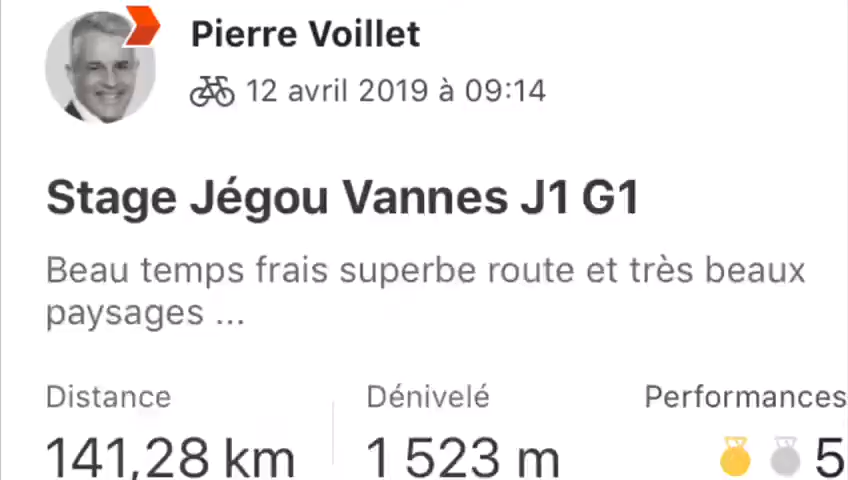 Pierre Voillet
12 avril 2019 à 09:14
Stage Jégou Vannes J1 G1
Beau temps frais superbe route et très beaux
paysages ...
Distance Dénivelé Performances
141,28 km 1 523 m 5